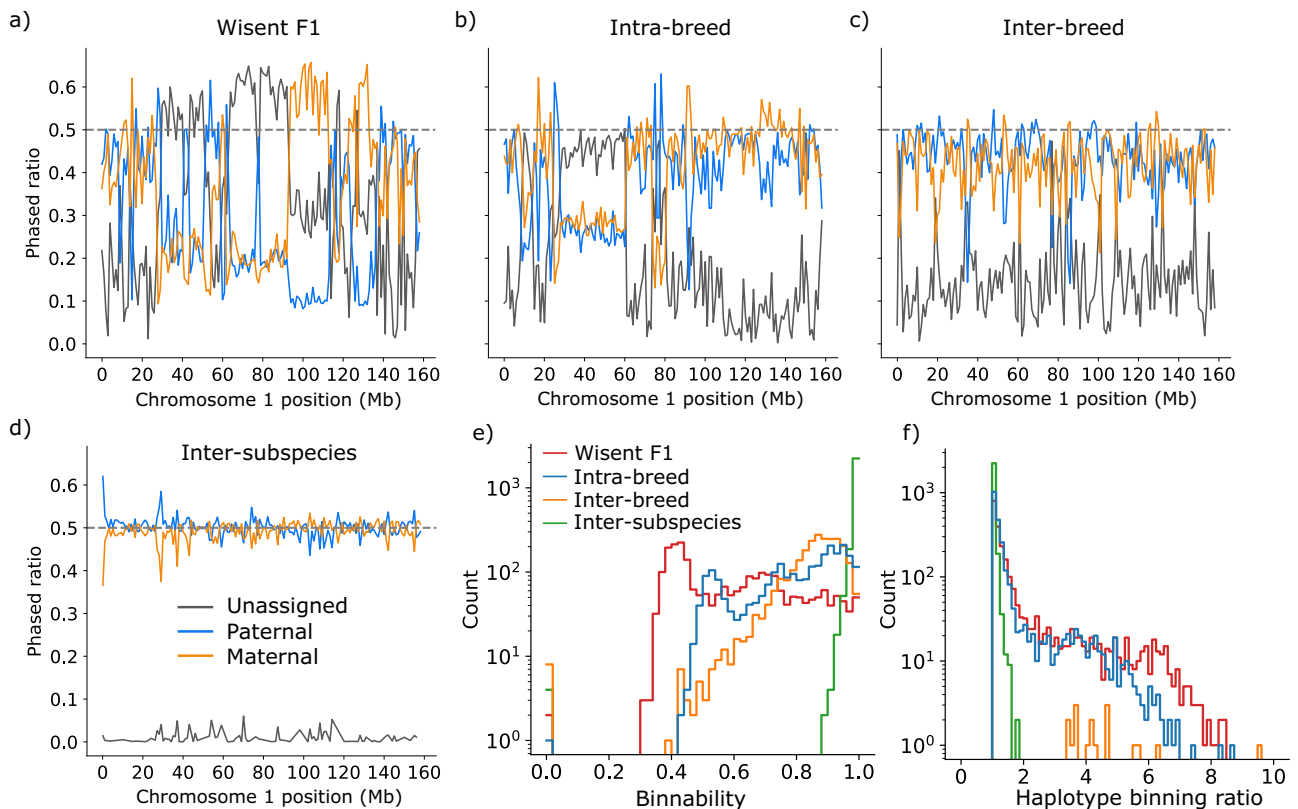 a) Wisent F1
b) Intra-breed
c) Inter-breed
Phased ratio
0.6
0.5
0.4
0.3
0.2
0.1
0.0
0 20 40 60 80 100 120 140 160
Chromosome 1 position (Mb)
0 20 40 60 80 100 120 140 160
Chromosome 1 position (Mb)
0 20 40 60 80 100 120 140 160
Chromosome 1 position (Mb)
d) Inter-subspecies
Phased ratio
0.6
0.5
0.4
0.3
0.2
0.1
0.0
Unassigned
Paternal
Maternal
0 20 40 60 80 100 120 140 160
Chromosome 1 position (Mb)
e)
Wisent F1
Intra-breed
Inter-breed
Inter-subspecies
Count
10³
10²
10¹
10⁰
0.0 0.2 0.4 0.6 0.8 1.0
Binnability
f)
Count
10³
10²
10¹
10⁰
0 2 4 6 8 10
Haplotype binning ratio